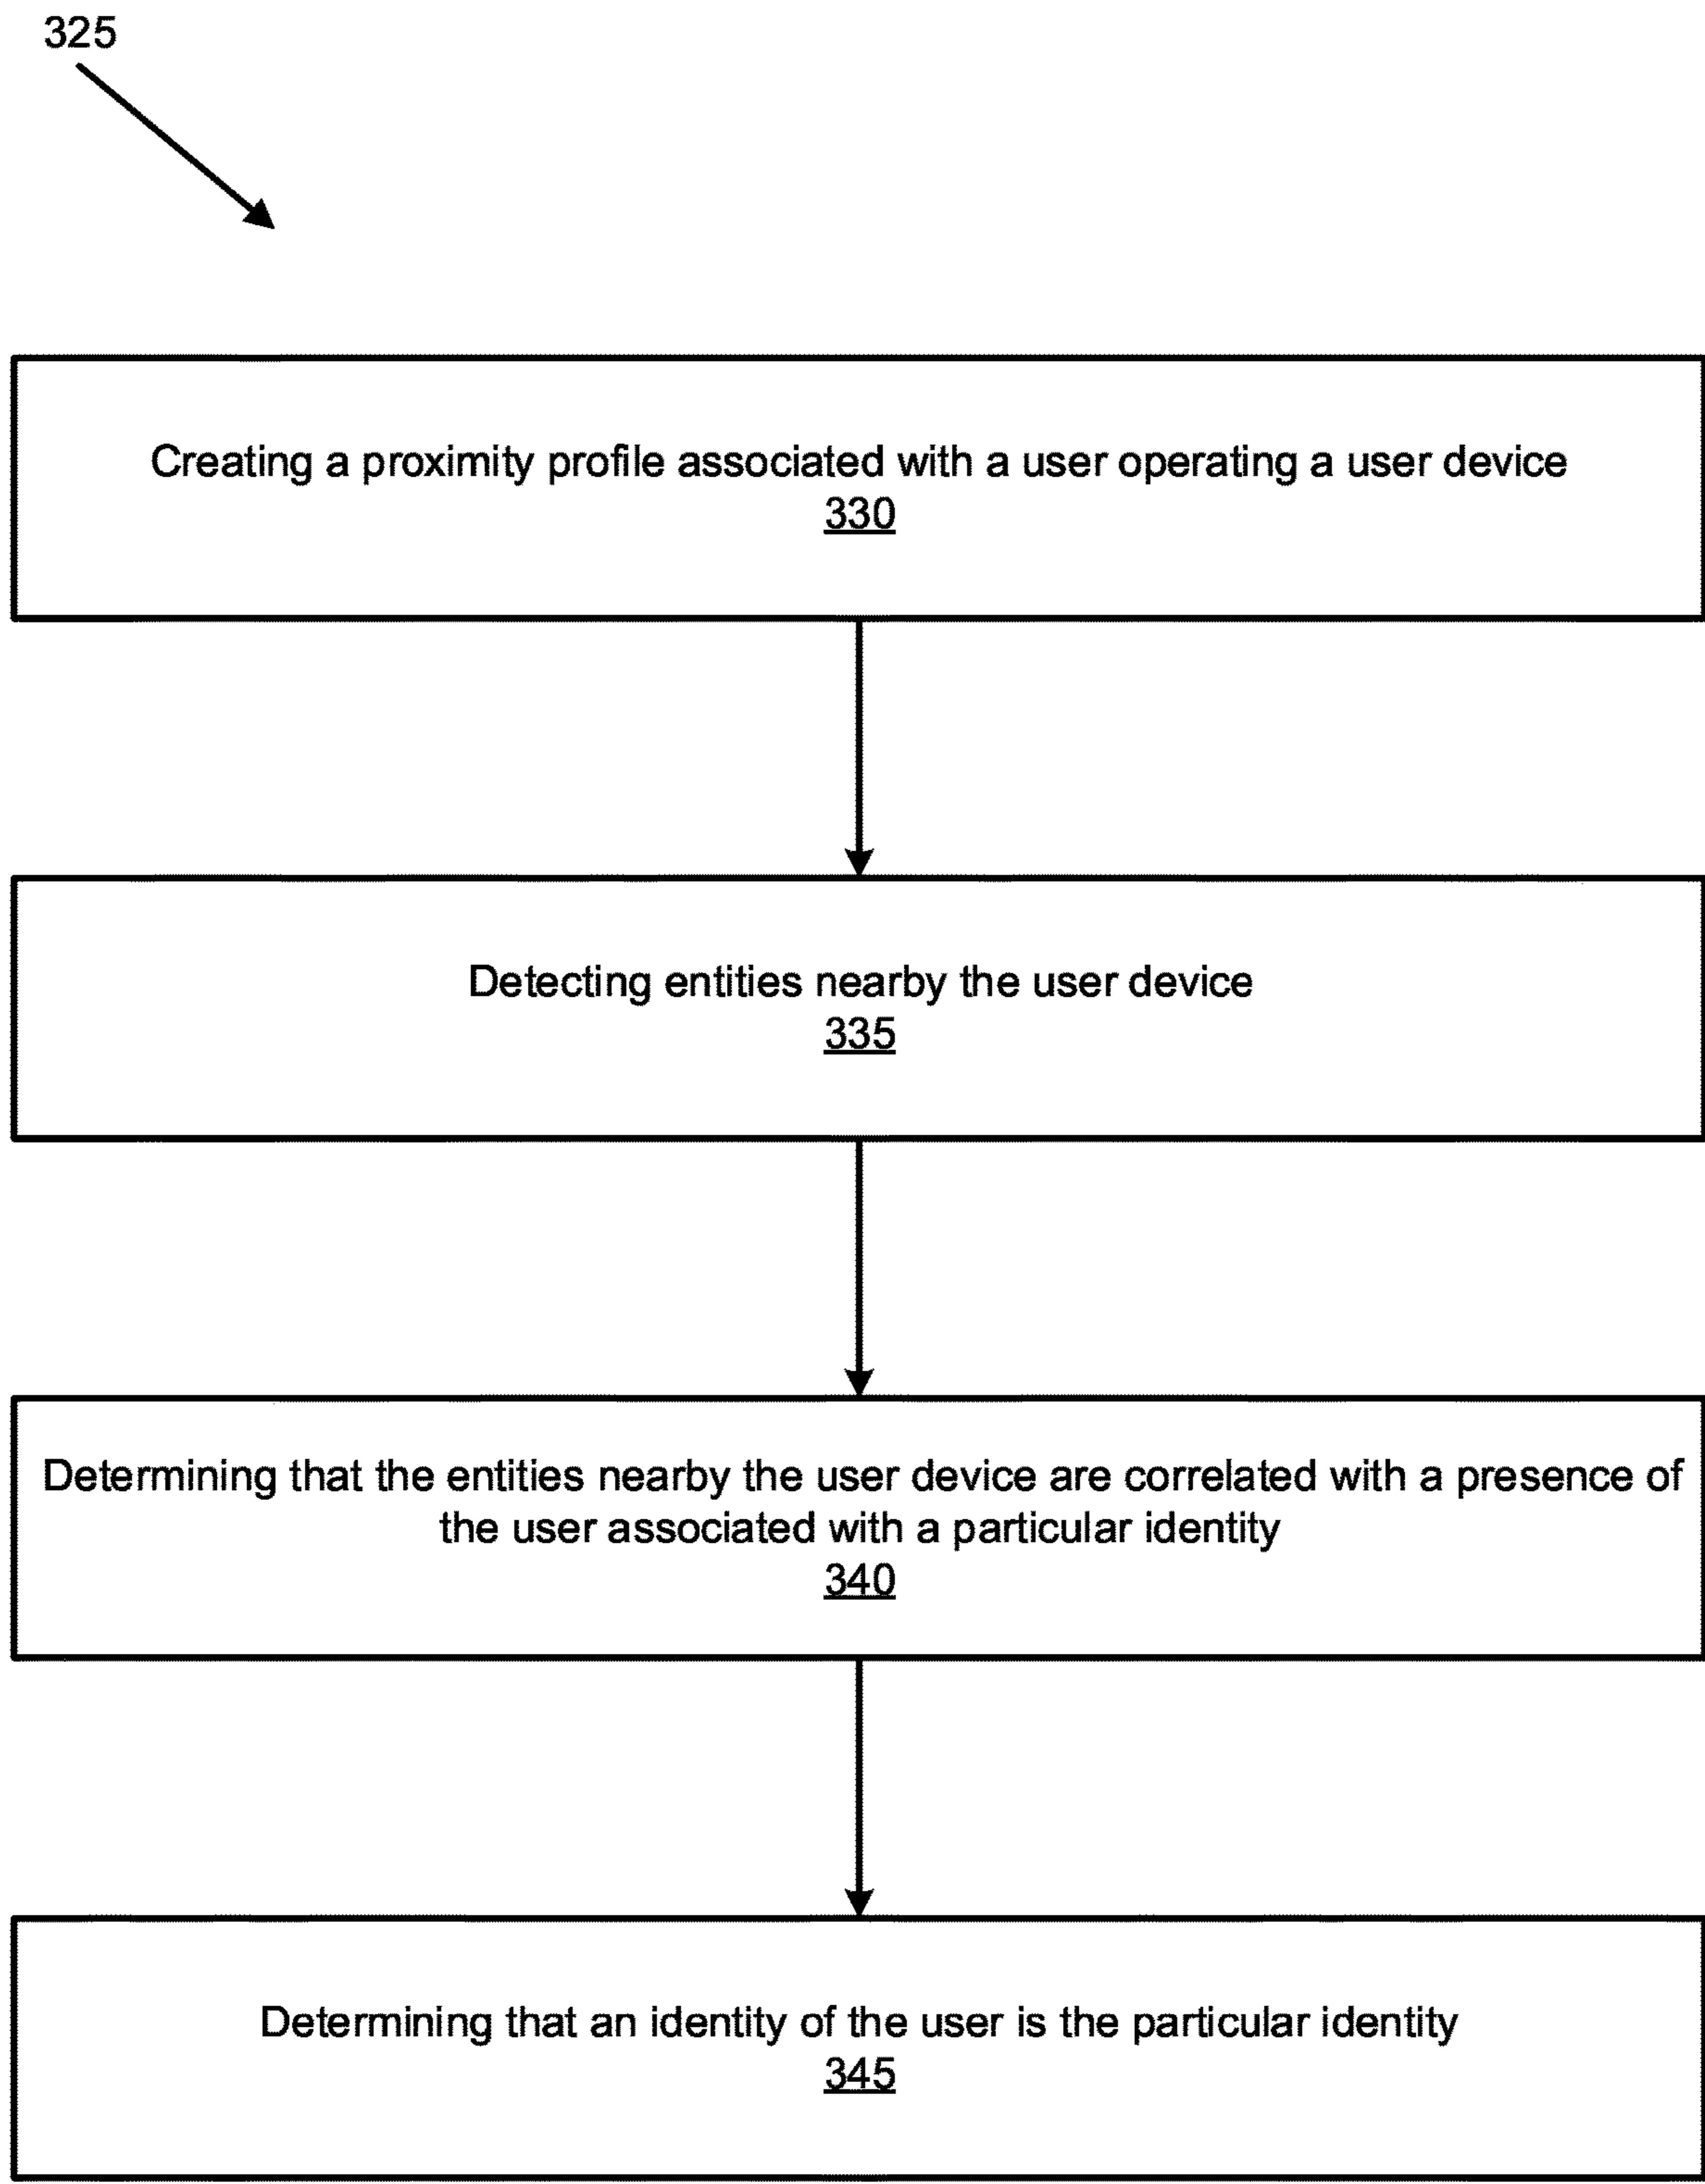 325
Creating a proximity profile associated with a user operating a user device
330
Detecting entities nearby the user device
335
Determining that the entities nearby the user device are correlated with a presence of
the user associated with a particular identity
340
Determining that an identity of the user is the particular identity
345